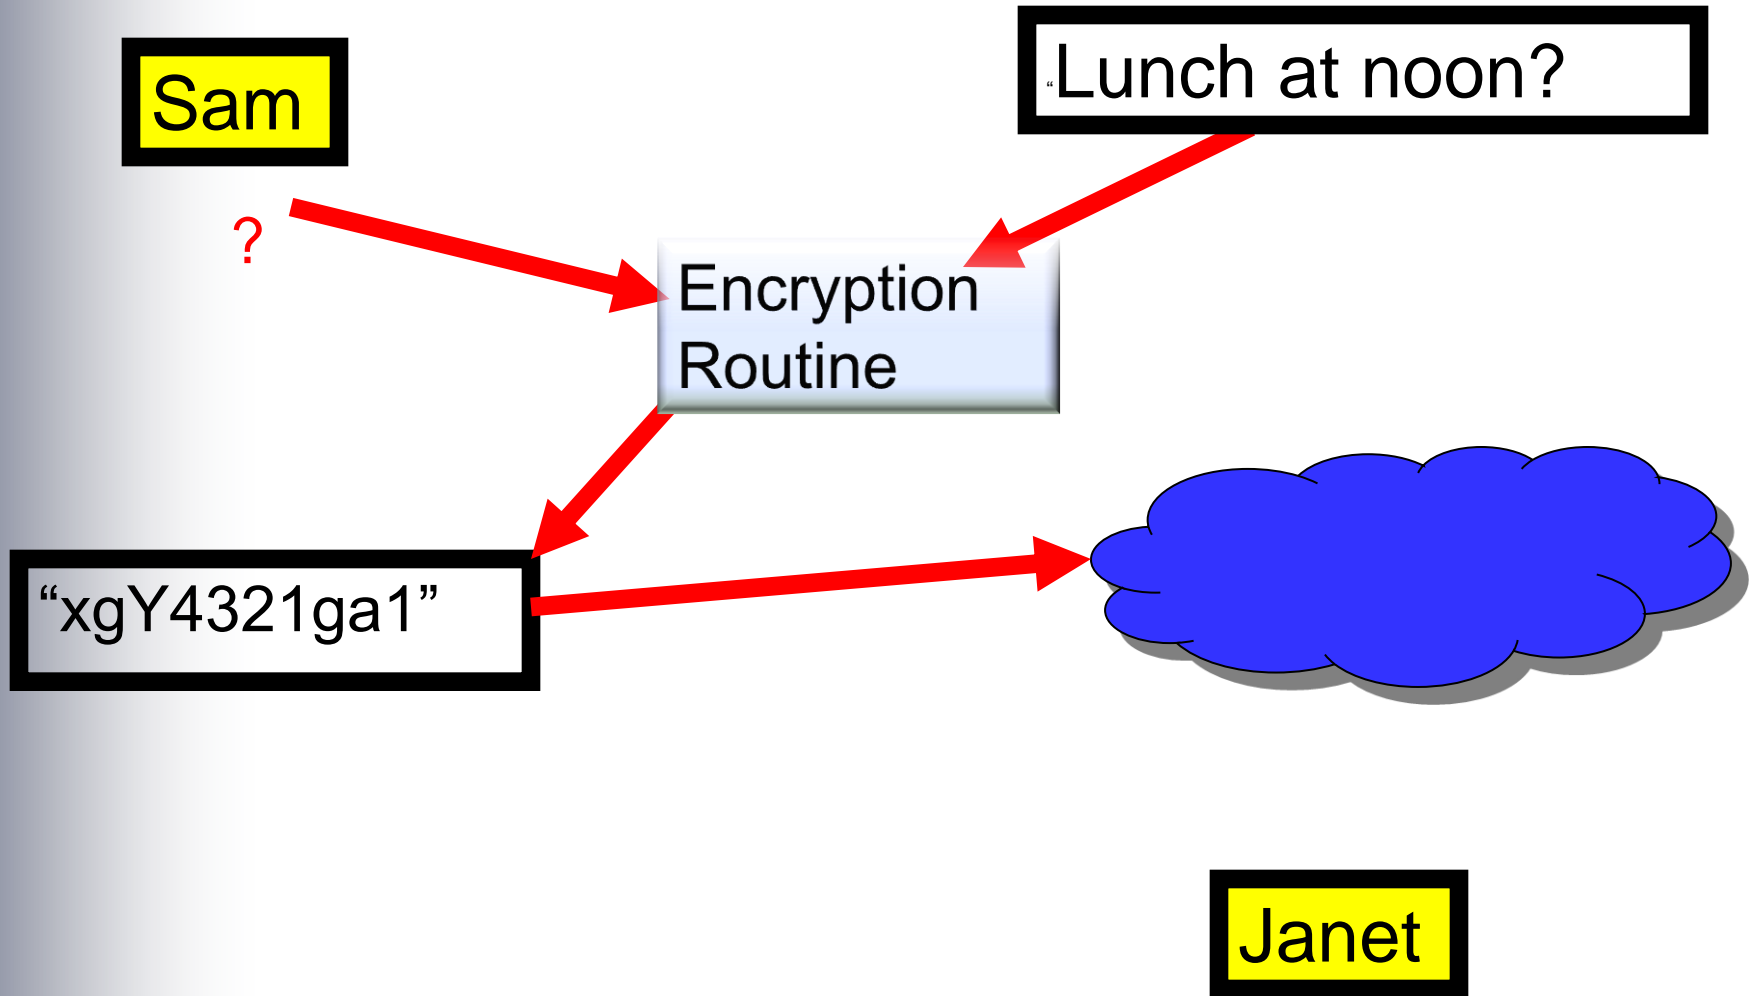 Sam
“Lunch at noon?
?
Encryption
Routine
“xgY4321ga1”
Janet